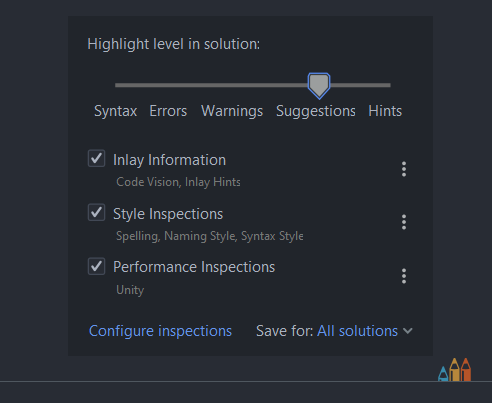 Highlight level in solution:
Syntax Errors Warnings Suggestions Hints
Inlay Information
Code Vision, Inlay Hints
Style Inspections
Spelling, Naming Style, Syntax Style
Performance Inspections
Unity
Configure inspections Save for: All solutions